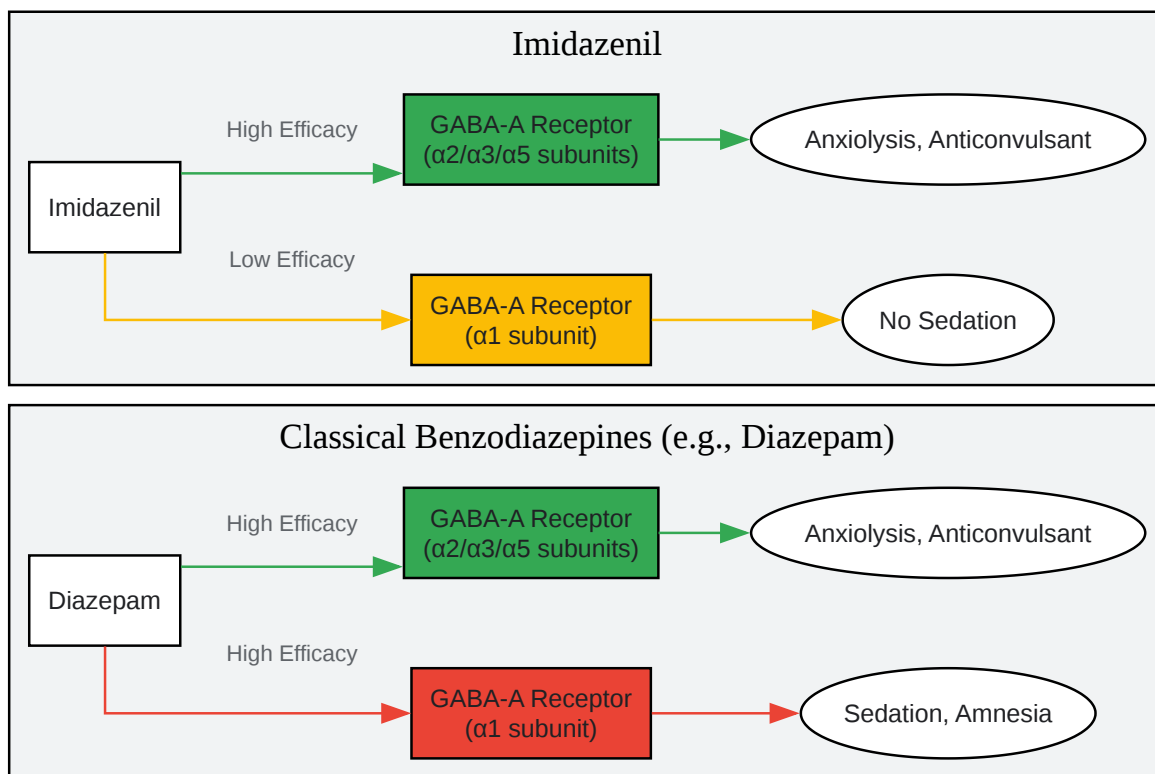 Imidazenil
High Efficacy
GABA-A Receptor
(α2/α3/α5 subunits)
Anxiolysis, Anticonvulsant
Imidazenil
Low Efficacy
GABA-A Receptor
(α1 subunit)
No Sedation
Classical Benzodiazepines (e.g., Diazepam)
High Efficacy
GABA-A Receptor
(α2/α3/α5 subunits)
Anxiolysis, Anticonvulsant
Diazepam
High Efficacy
GABA-A Receptor
(α1 subunit)
Sedation, Amnesia